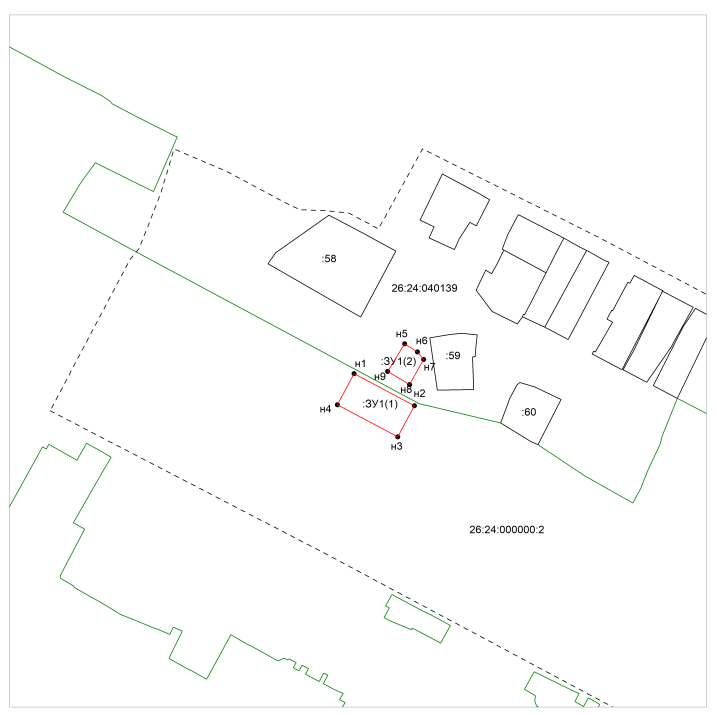 :58
26:24:040139
н5
н6
:59
:ЗУ1(2)
н7
н1
н9
н8
н2
:ЗУ1(1)
н4
:60
н3
26:24:000000:2